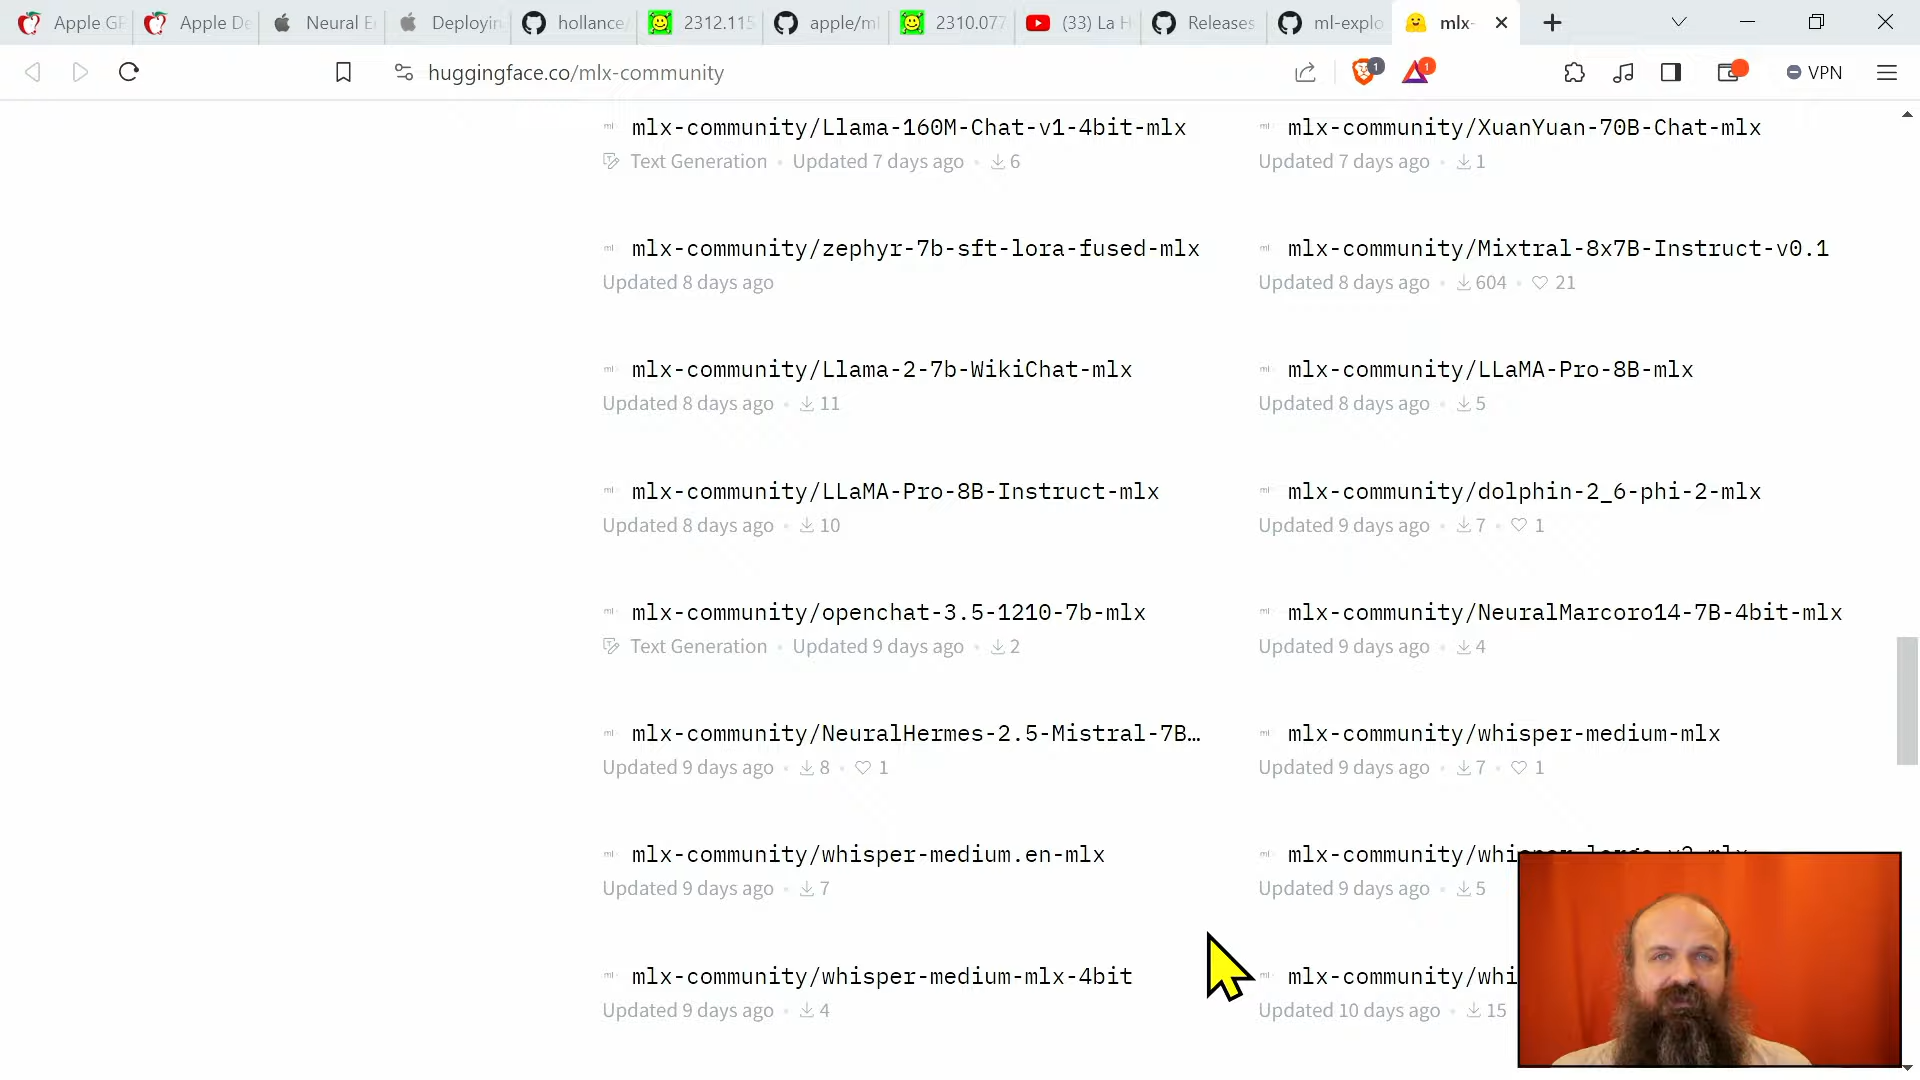 Apple GP
Apple De
Neural E
Deployin
hollance/
2312.115
apple/ml
2310.077
(33) La H
Releases
ml-explo
mlx-
huggingface.co/mlx-community
1
1
VPN
mlx-community/Llama-160M-Chat-v1-4bit-mlx
Text Generation • Updated 7 days ago • 6
mlx-community/XuanYuan-70B-Chat-mlx
Updated 7 days ago • 1
mlx-community/zephyr-7b-sft-lora-fused-mlx
Updated 8 days ago
mlx-community/Mixtral-8x7B-Instruct-v0.1
Updated 8 days ago • 604 • 21
mlx-community/Llama-2-7b-WikiChat-mlx
Updated 8 days ago • 11
mlx-community/LLaMA-Pro-8B-mlx
Updated 8 days ago • 5
mlx-community/LLaMA-Pro-8B-Instruct-mlx
Updated 8 days ago • 10
mlx-community/dolphin-2_6-phi-2-mlx
Updated 9 days ago • 7 • 1
mlx-community/openchat-3.5-1210-7b-mlx
Text Generation • Updated 9 days ago • 2
mlx-community/NeuralMarcoro14-7B-4bit-mlx
Updated 9 days ago • 4
mlx-community/NeuralHermes-2.5-Mistral-7B…
Updated 9 days ago • 8 • 1
mlx-community/whisper-medium-mlx
Updated 9 days ago • 7 • 1
mlx-community/whisper-medium.en-mlx
Updated 9 days ago • 7
mlx-community/whi
Updated 9 days ago • 5
mlx-community/whisper-medium-mlx-4bit
Updated 9 days ago • 4
mlx-community/whi
Updated 10 days ago • 15